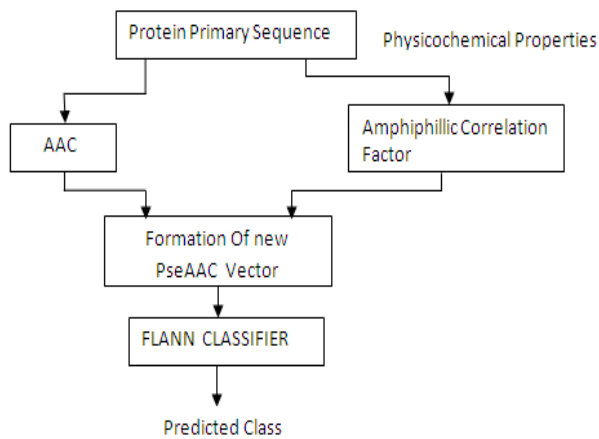 Protein Primary Sequence
Physicochemical Properties
AAC
Amphiphillic Correlation
Factor
Formation Of new
PseAAC Vector
FLANN CLASSIFIER
Predicted Class